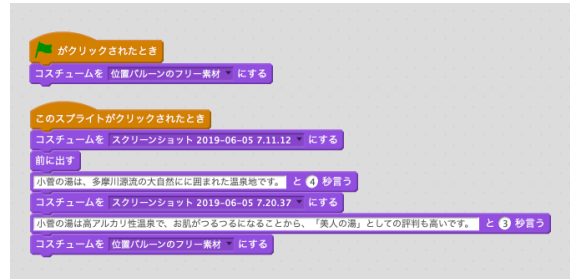 がクリックされたとき
コスチュームを 位置バルーンのフリー素材 にする
このスプライトがクリックされたとき
コスチュームを スクリーンショット 2019-06-05 7.11.12 にする
前に出す
小菅の湯は、多摩川源流の大自然にに囲まれた温泉地です。 と 4 秒言う
コスチュームを スクリーンショット 2019-06-05 7.20.37 にする
小菅の湯は高アルカリ性温泉で、お肌がつるつるになることから、「美人の湯」としての評判も高いです。 と 3 秒言う
コスチュームを 位置バルーンのフリー素材 にする